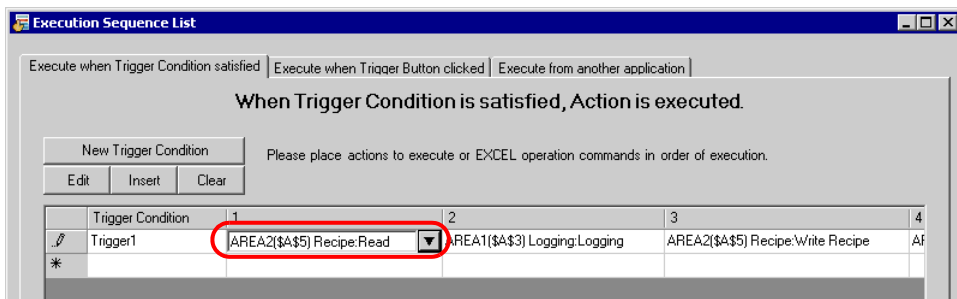 Execution Sequence List
Execute when Trigger Condition satisfied Execute when Trigger Button clicked Execute from another application
When Trigger Condition is satisfied, Action is executed.
New Trigger Condition
Please place actions to execute or EXCEL operation commands in order of execution.
Edit Insert Clear
Trigger Condition 1 2 3 4
Trigger1 AREA2($A$5) Recipe:Read AREA1($A$3) Logging:Logging AREA2($A$5) Recipe:Write Recipe